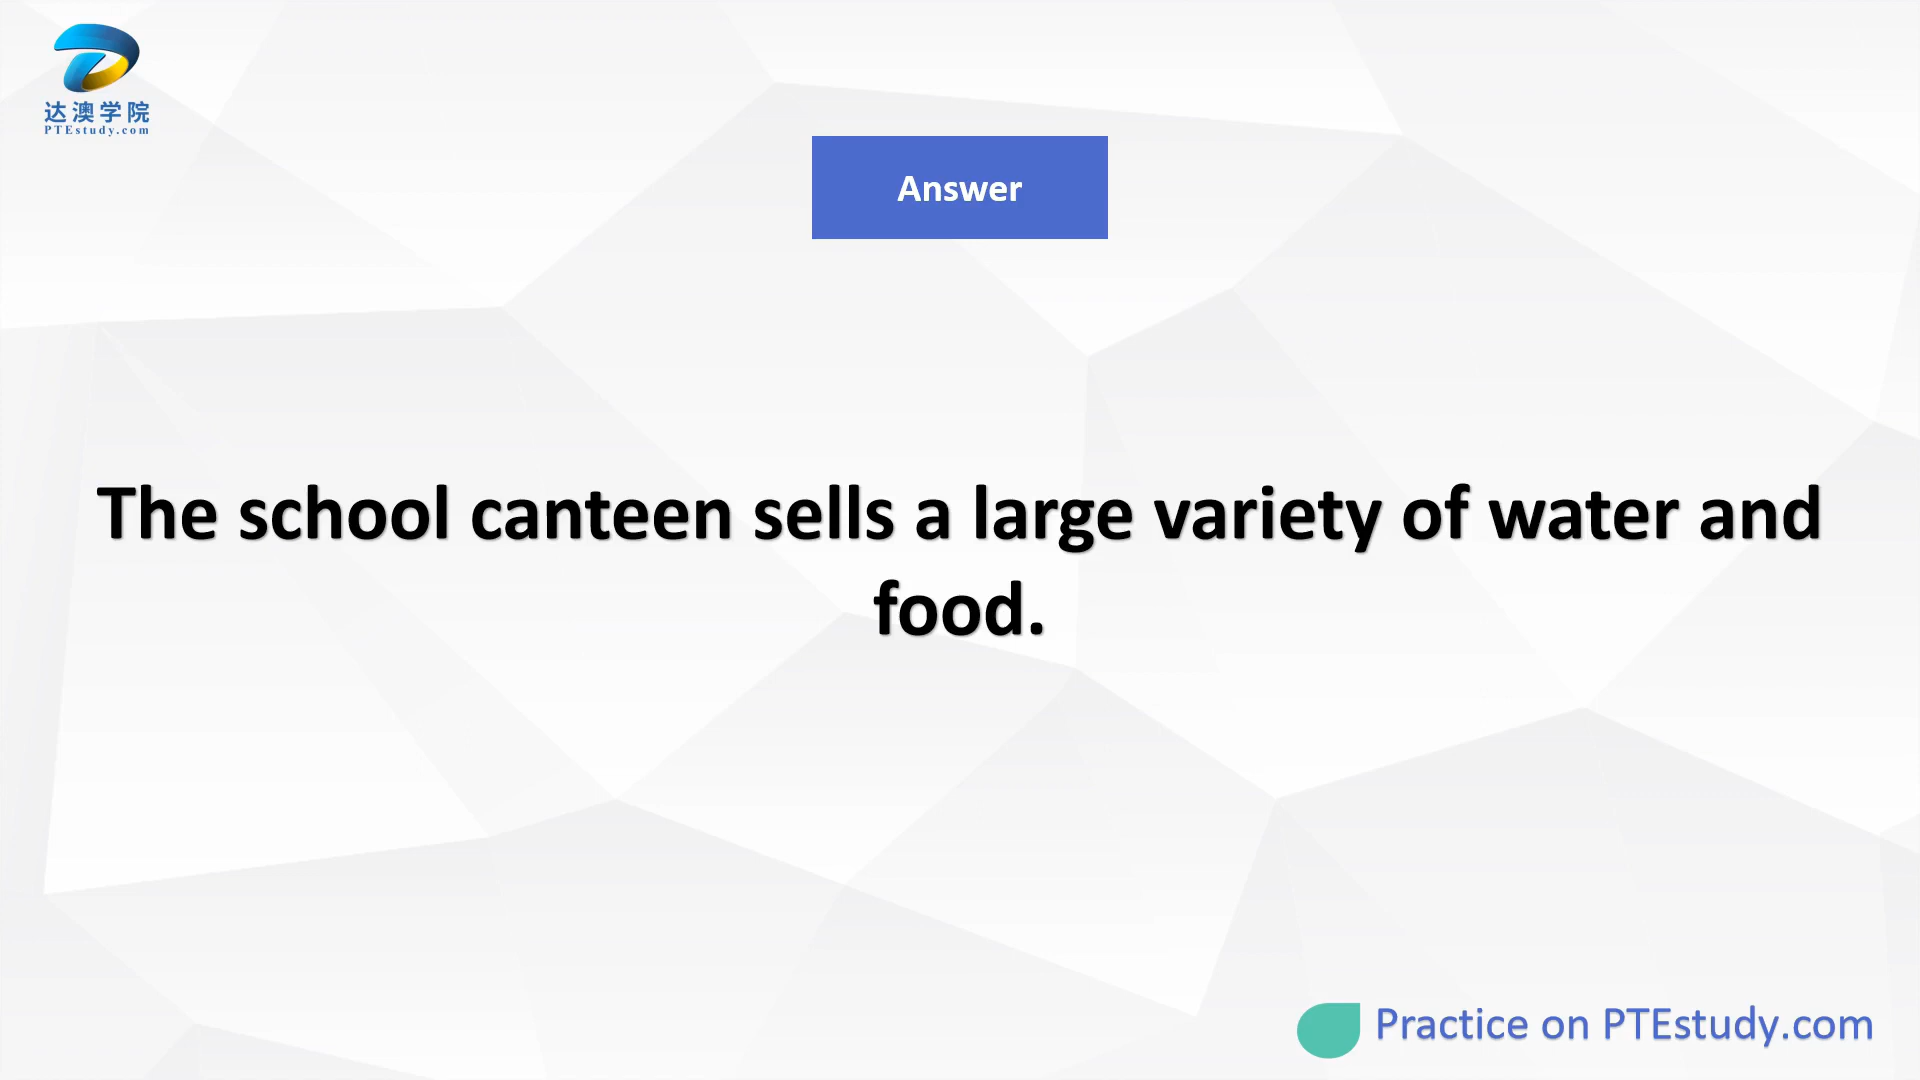 达澳学院
PTEstudy.com
Answer
The school canteen sells a large variety of water and
food.
Practice on PTEstudy.com